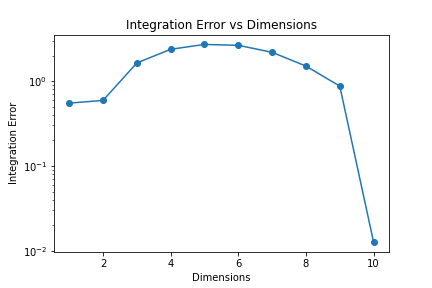 Integration Error vs Dimensions
Integration Error
10⁰
10⁻¹
10⁻²
2
4
6
8
10
Dimensions